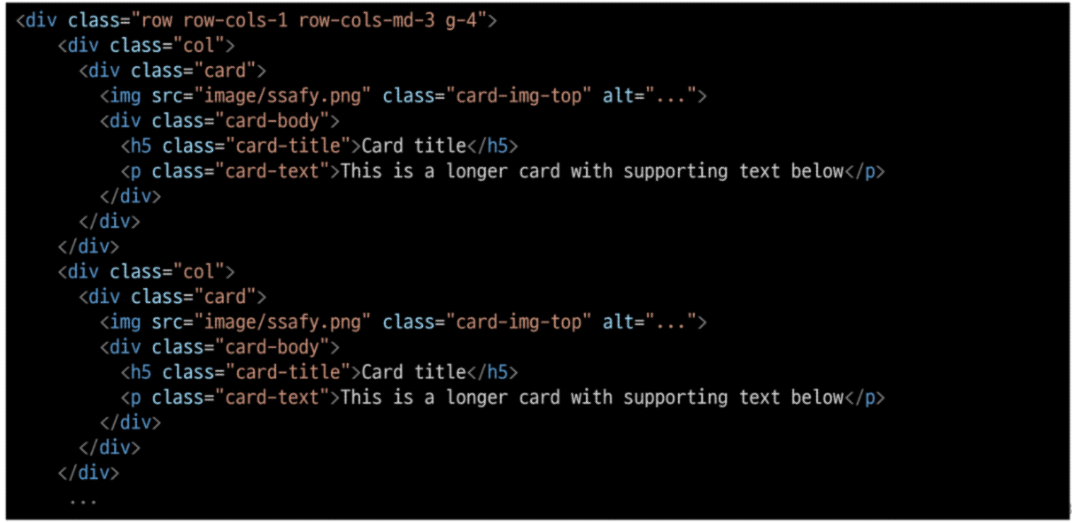 <div class="row row-cols-1 row-cols-md-3 g-4">
    <div class="col">
      <div class="card">
        <img src="image/ssafy.png" class="card-img-top" alt="...">
        <div class="card-body">
          <h5 class="card-title">Card title</h5>
          <p class="card-text">This is a longer card with supporting text below</p>
        </div>
      </div>
    </div>
    <div class="col">
      <div class="card">
        <img src="image/ssafy.png" class="card-img-top" alt="...">
        <div class="card-body">
          <h5 class="card-title">Card title</h5>
          <p class="card-text">This is a longer card with supporting text below</p>
        </div>
      </div>
    </div>
     ...